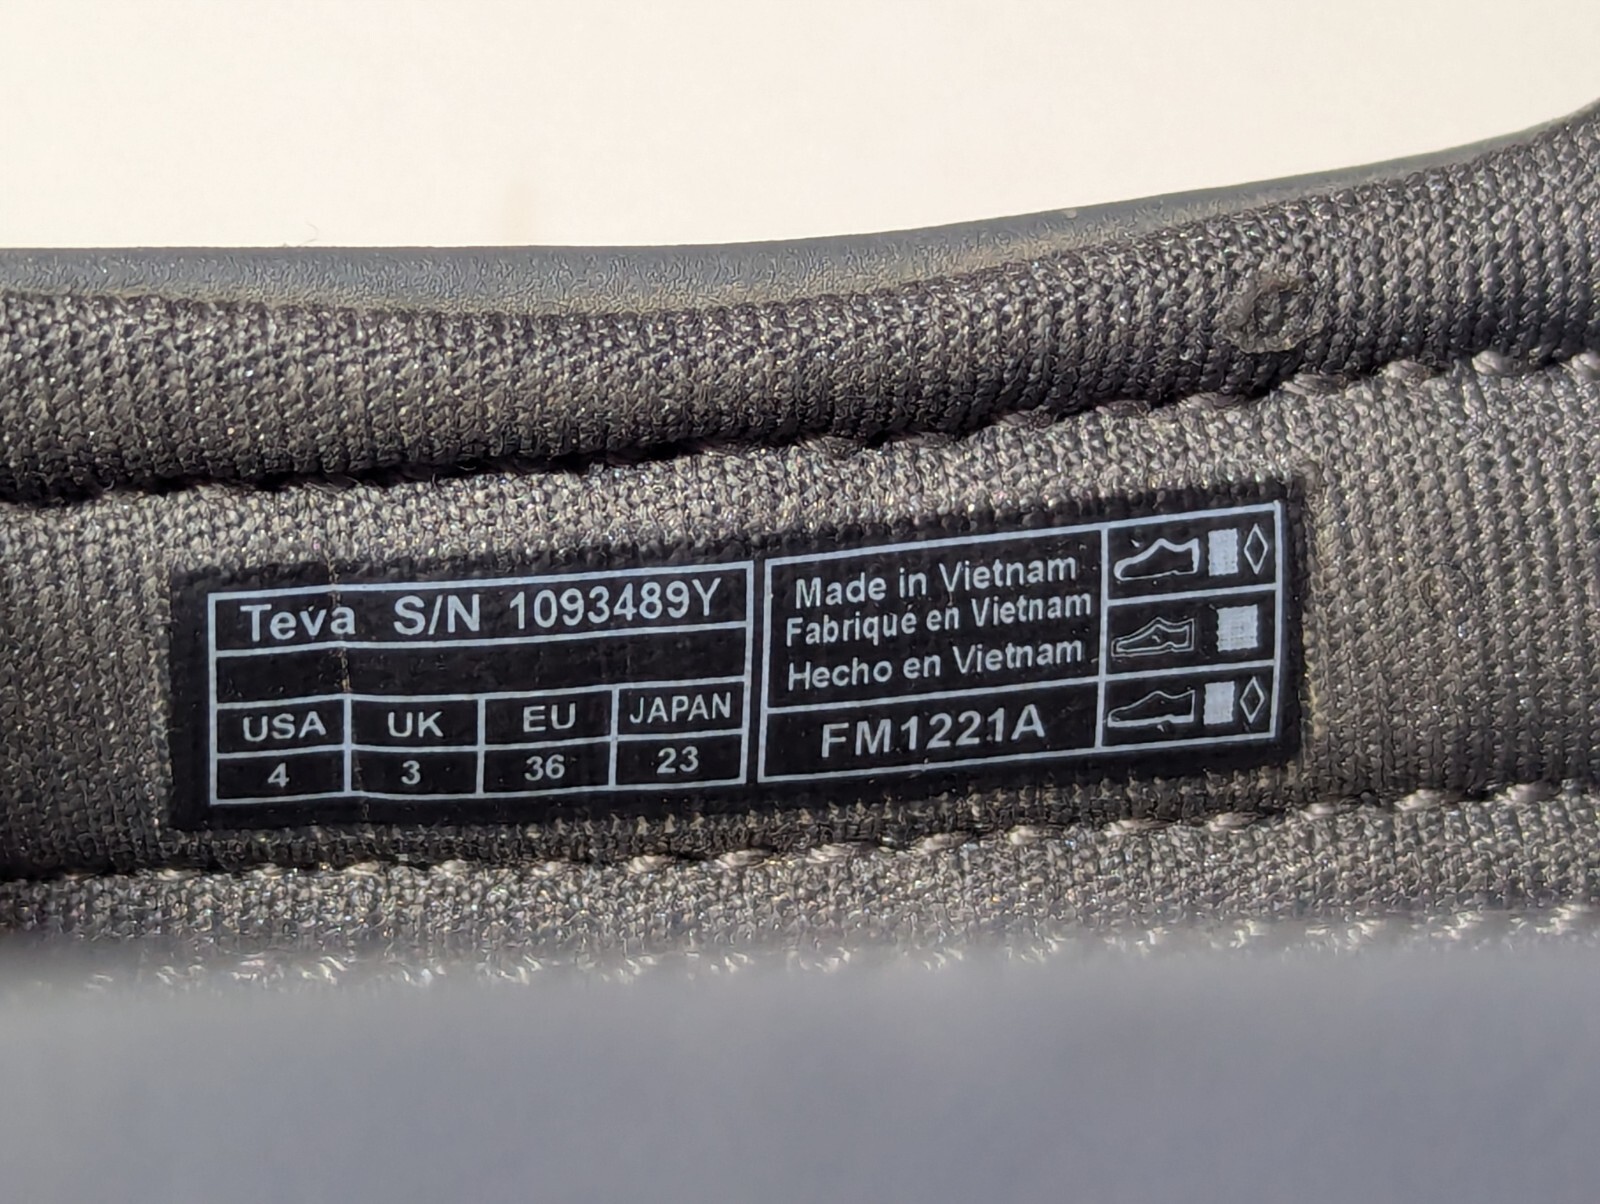 Teva S/N 1093489Y
USA UK EU JAPAN
4 3 36 23
Made in Vietnam
Fabriqué en Vietnam
Hecho en Vietnam
FM1221A